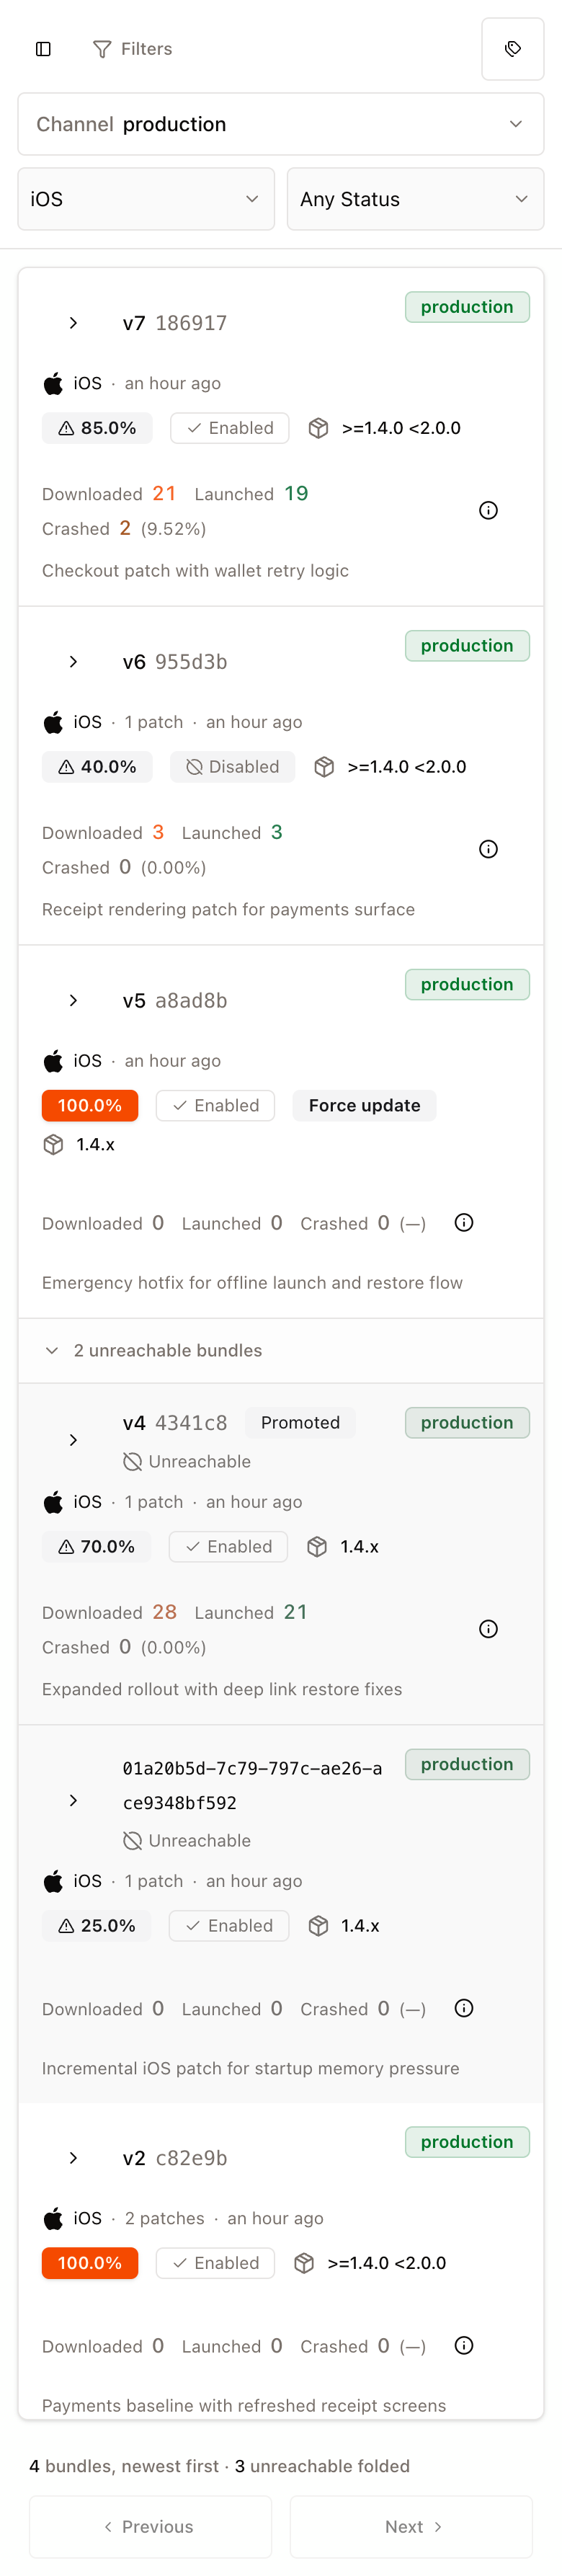 Filters
Channel production
iOS
Any Status
v7 186917
production
iOS · an hour ago
85.0% Enabled >=1.4.0 <2.0.0
Downloaded 21 Launched 19
Crashed 2 (9.52%)
Checkout patch with wallet retry logic
v6 955d3b
production
iOS · 1 patch · an hour ago
40.0% Disabled >=1.4.0 <2.0.0
Downloaded 3 Launched 3
Crashed 0 (0.00%)
Receipt rendering patch for payments surface
v5 a8ad8b
production
iOS · an hour ago
100.0% Enabled Force update
1.4.x
Downloaded 0 Launched 0 Crashed 0 (—)
Emergency hotfix for offline launch and restore flow
2 unreachable bundles
v4 4341c8 Promoted
production
Unreachable
iOS · 1 patch · an hour ago
70.0% Enabled 1.4.x
Downloaded 28 Launched 21
Crashed 0 (0.00%)
Expanded rollout with deep link restore fixes
01a20b5d-7c79-797c-ae26-a
ce9348bf592
production
Unreachable
iOS · 1 patch · an hour ago
25.0% Enabled 1.4.x
Downloaded 0 Launched 0 Crashed 0 (—)
Incremental iOS patch for startup memory pressure
v2 c82e9b
production
iOS · 2 patches · an hour ago
100.0% Enabled >=1.4.0 <2.0.0
Downloaded 0 Launched 0 Crashed 0 (—)
Payments baseline with refreshed receipt screens
4 bundles, newest first · 3 unreachable folded
Previous
Next